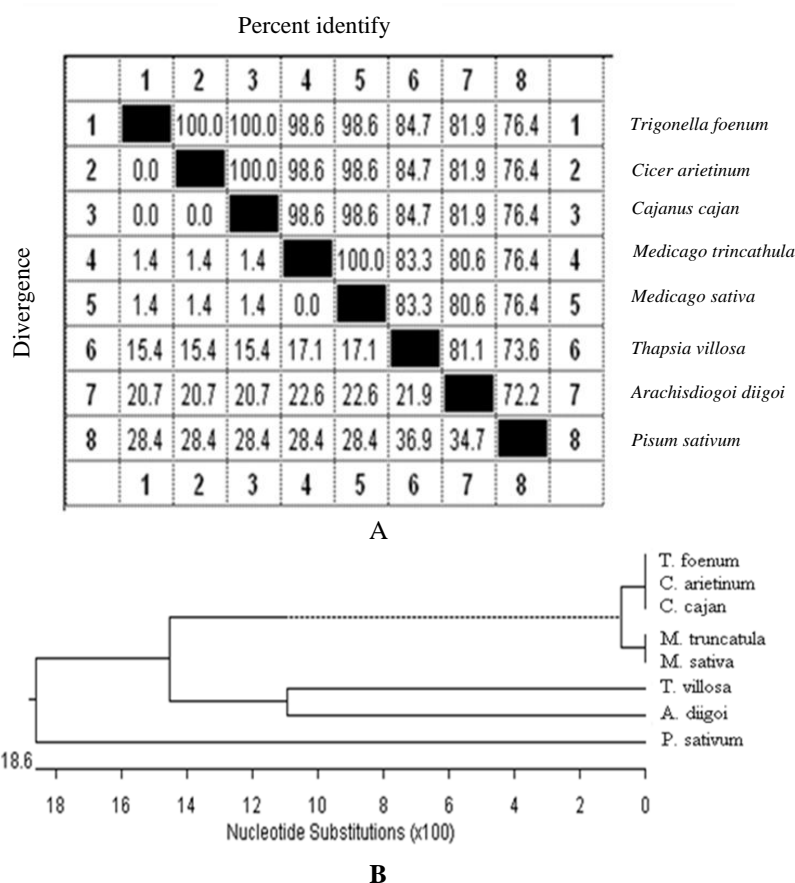 Percent identify
1 2 3 4 5 6 7 8
1 100.0 100.0 98.6 98.6 84.7 81.9 76.4 1 Trigonella foenum
2 0.0 100.0 98.6 98.6 84.7 81.9 76.4 2 Cicer arietinum
3 0.0 0.0 98.6 98.6 84.7 81.9 76.4 3 Cajanus cajan
4 1.4 1.4 1.4 100.0 83.3 80.6 76.4 4 Medicago trincathula
5 1.4 1.4 1.4 0.0 83.3 80.6 76.4 5 Medicago sativa
6 15.4 15.4 15.4 17.1 17.1 81.1 73.6 6 Thapsia villosa
7 20.7 20.7 20.7 22.6 22.6 21.9 72.2 7 Arachisdiogoi diigoi
8 28.4 28.4 28.4 28.4 28.4 36.9 34.7 8 Pisum sativum
1 2 3 4 5 6 7 8
Divergence
A
T. foenum
C. arietinum
C. cajan
M. truncatula
M. sativa
T. villosa
A. diigoi
P. sativum
18.6
18 16 14 12 10 8 6 4 2 0
Nucleotide Substitutions (x100)
B